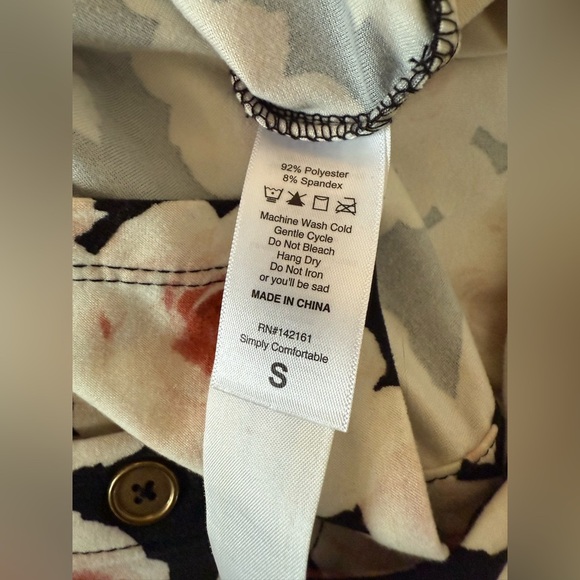 92% Polyester
8% Spandex
Machine Wash Cold
Gentle Cycle
Do Not Bleach
Hang Dry
Do Not Iron
or you'll be sad
MADE IN CHINA
RN#142161
Simply Comfortable
S